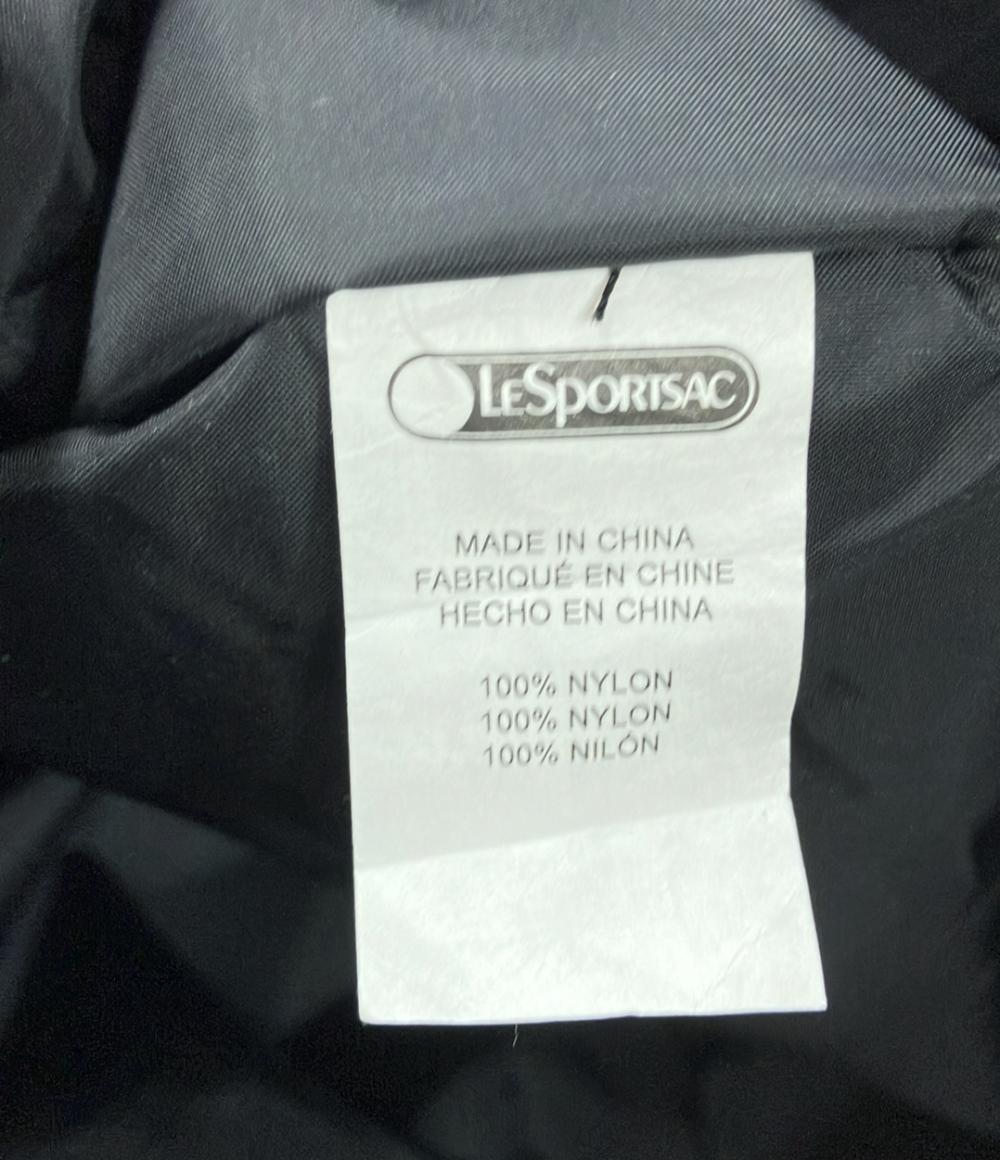 LeSportsac
MADE IN CHINA
FABRIQUÉ EN CHINE
HECHO EN CHINA
100% NYLON
100% NYLON
100% NILÓN